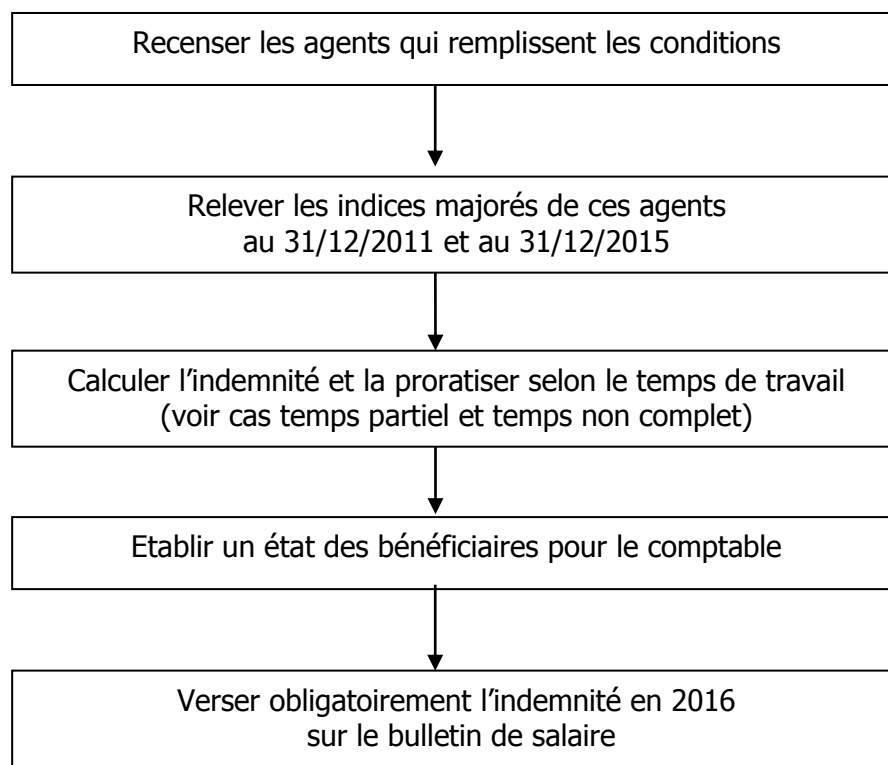 Recenser les agents qui remplissent les conditions
Relever les indices majorés de ces agents
au 31/12/2011 et au 31/12/2015
Calculer l’indemnité et la proratiser selon le temps de travail
(voir cas temps partiel et temps non complet)
Etablir un état des bénéficiaires pour le comptable
Verser obligatoirement l’indemnité en 2016
sur le bulletin de salaire